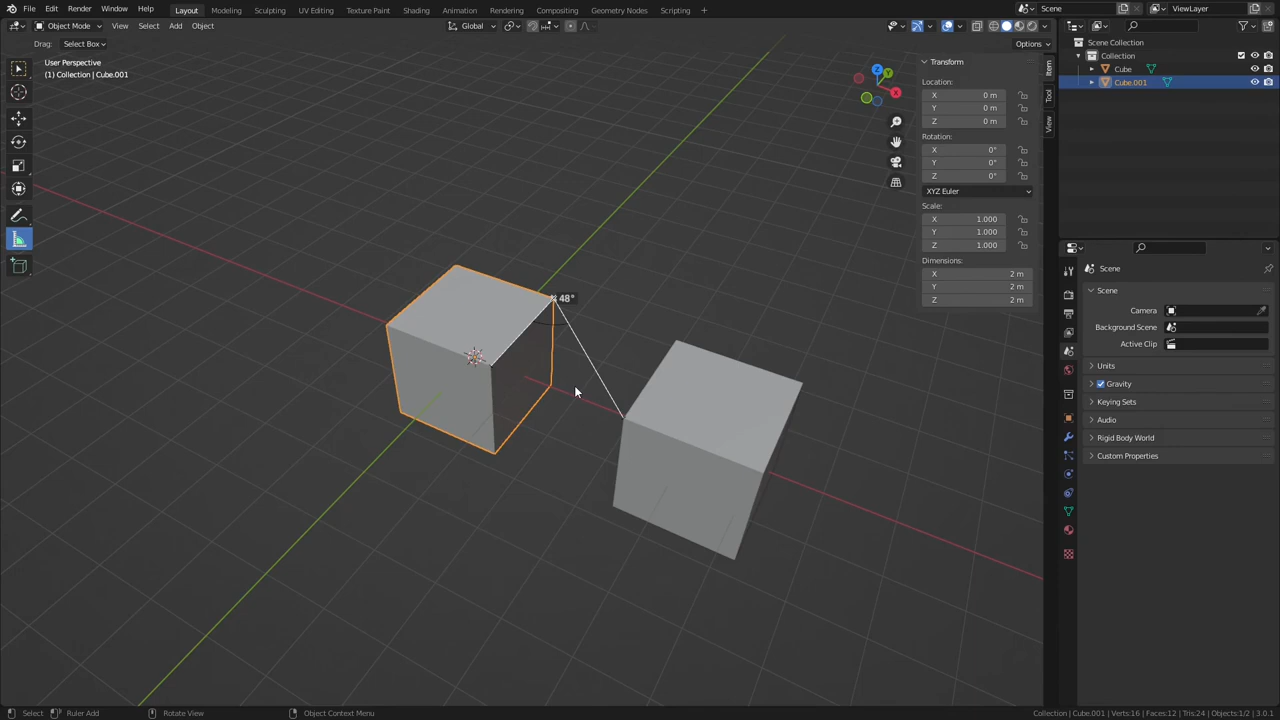 File Edit Render Window Help Layout Modeling Sculpting UV Editing Texture Paint Shading Animation Rendering Compositing Geometry Nodes Scripting + Scene ViewLayer
Object Mode View Select Add Object Global
Drag: Select Box Options
User Perspective
(1) Collection | Cube.001
Z
Y
X
48°
Transform
Location:
X 0 m
Y 0 m
Z 0 m
Rotation:
X 0°
Y 0°
Z 0°
XYZ Euler
Scale:
X 1.000
Y 1.000
Z 1.000
Dimensions:
X 2 m
Y 2 m
Z 2 m
Item
Tool
View
Scene Collection
Collection
Cube
Cube.001
Scene
Scene
Camera
Background Scene
Active Clip
Units
Gravity
Keying Sets
Audio
Rigid Body World
Custom Properties
Select Ruler Add Rotate View Object Context Menu Collection | Cube.001 | Verts:16 | Faces:12 | Tris:24 | Objects:1/2 | 3.0.1